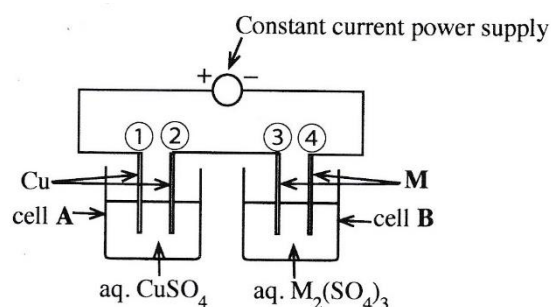 Constant current power supply
+ −
① ② ③ ④
Cu
M
cell A
cell B
aq. CuSO₄
aq. M₂(SO₄)₃